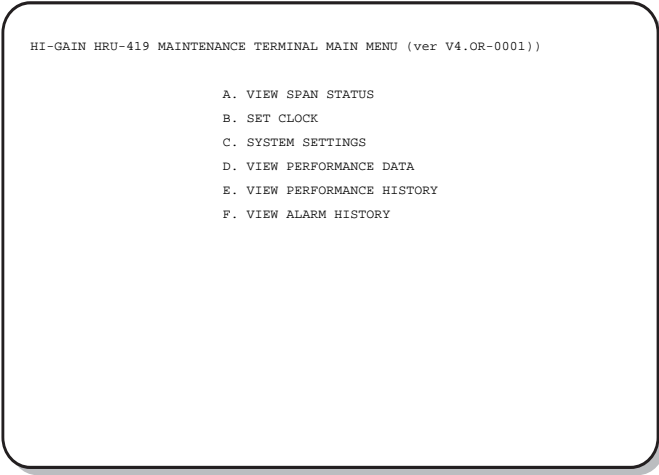 HI-GAIN HRU-419 MAINTENANCE TERMINAL MAIN MENU (ver V4.OR-0001))
A. VIEW SPAN STATUS
B. SET CLOCK
C. SYSTEM SETTINGS
D. VIEW PERFORMANCE DATA
E. VIEW PERFORMANCE HISTORY
F. VIEW ALARM HISTORY